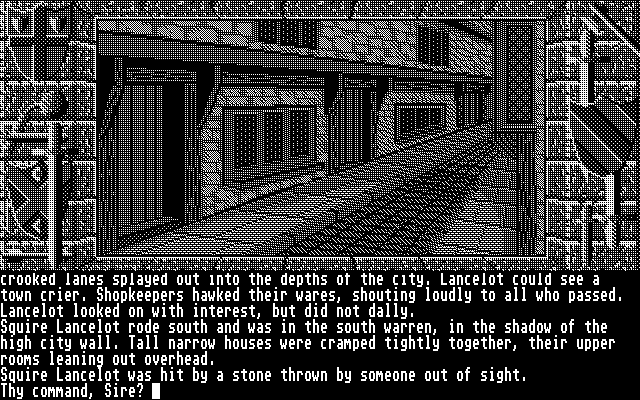 crooked lanes splayed out into the depths of the city. Lancelot could see a
town crier. Shopkeepers hawked their wares, shouting loudly to all who passed.
Lancelot looked on with interest, but did not dally.
Squire Lancelot rode south and was in the south warren, in the shadow of the
high city wall. Tall narrow houses were cramped tightly together, their upper
rooms leaning out overhead.
Squire Lancelot was hit by a stone thrown by someone out of sight.
Thy command, Sire?